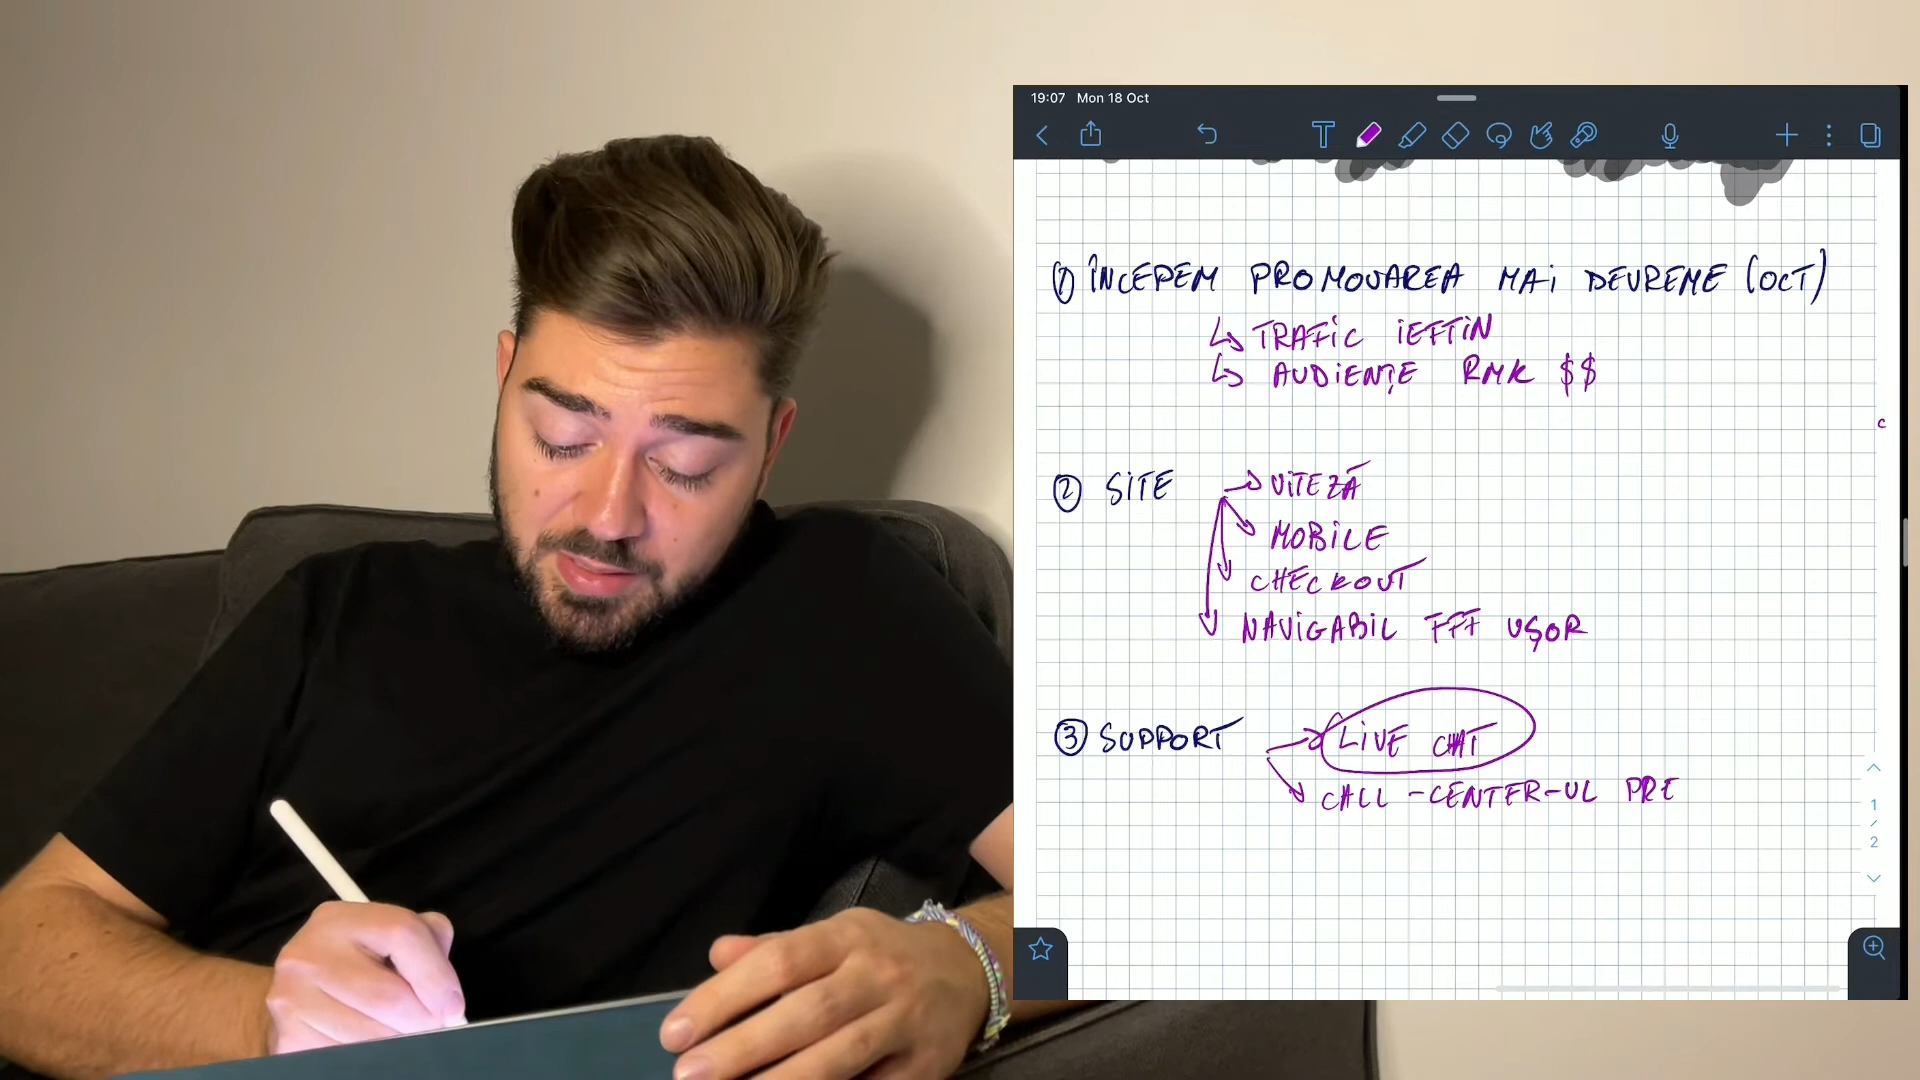 19:07 Mon 18 Oct
① ÎNCEPEM PROMOVAREA MAI DEVREME (OCT)
↳ TRAFIC IEFTIN
↳ AUDIENȚE RMK $$
c
② SITE → VITEZĂ
MOBILE
CHECKOUT
NAVIGABIL FFF UȘOR
③ SUPPORT → LIVE CHAT
CALL-CENTER-UL PRE
1
/
2